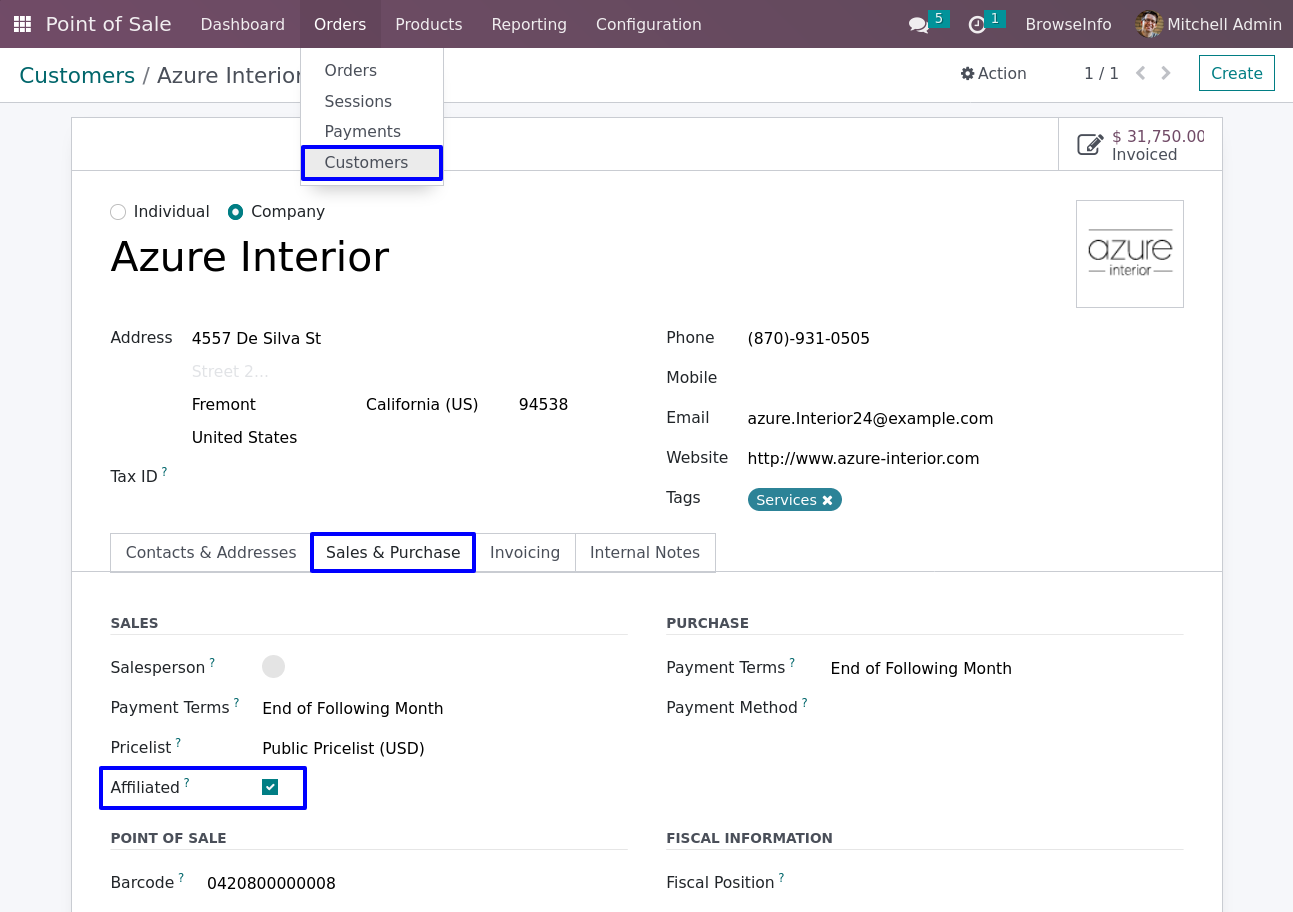 Point of Sale Dashboard Orders Products Reporting Configuration 5 1 BrowseInfo Mitchell Admin
Customers / Azure Interior Action 1 / 1 Create
Orders
Sessions
Payments
Customers
$ 31,750.00
Invoiced
Individual Company
Azure Interior
azure
interior
Address 4557 De Silva St
Street 2...
Fremont California (US) 94538
United States
Tax ID ?
Phone (870)-931-0505
Mobile
Email azure.Interior24@example.com
Website http://www.azure-interior.com
Tags Services
Contacts & Addresses Sales & Purchase Invoicing Internal Notes
SALES
Salesperson ?
Payment Terms ? End of Following Month
Pricelist ? Public Pricelist (USD)
Affiliated ?
PURCHASE
Payment Terms ? End of Following Month
Payment Method ?
POINT OF SALE
Barcode ? 0420800000008
FISCAL INFORMATION
Fiscal Position ?